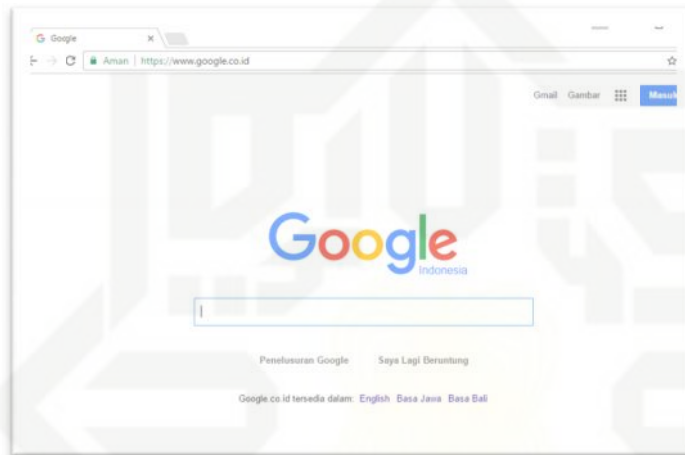 Google
Aman | https://www.google.co.id
Gmail Gambar Masuk
Google
Indonesia
Penelusuran Google Saya Lagi Beruntung
Google.co.id tersedia dalam: English Basa Jawa Basa Bali